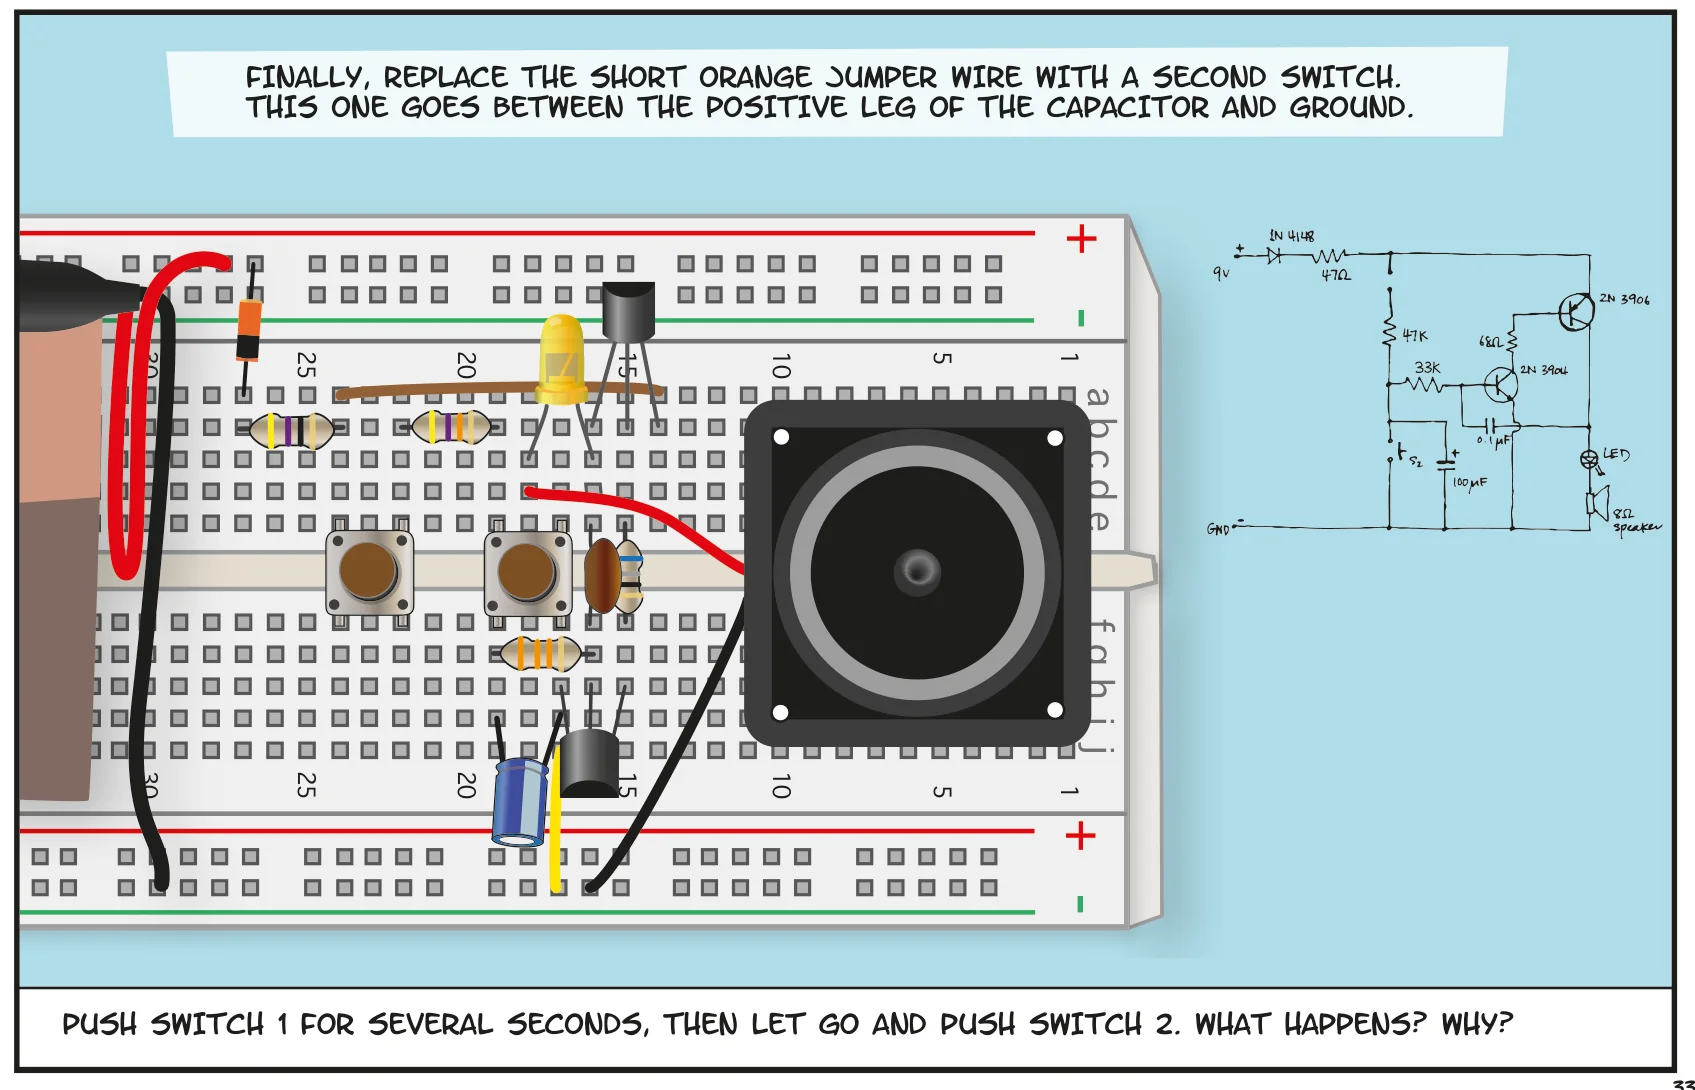 FINALLY, REPLACE THE SHORT ORANGE JUMPER WIRE WITH A SECOND SWITCH.
THIS ONE GOES BETWEEN THE POSITIVE LEG OF THE CAPACITOR AND GROUND.
+
-
30 25 20 15 10 5 1
a b c d e
f g h i j
30 25 20 15 10 5 1
+
-
1N 4148
+
9V
47Ω
2N 3906
47K
68Ω
33K
2N 3904
0.1µF
S2
+
100µF
LED
8Ω
speaker
GND -
PUSH SWITCH 1 FOR SEVERAL SECONDS, THEN LET GO AND PUSH SWITCH 2. WHAT HAPPENS? WHY?
33